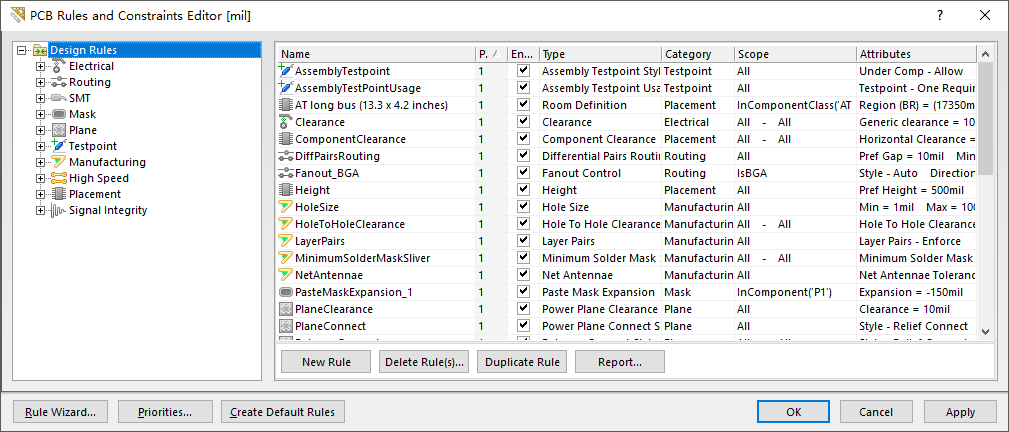 PCB Rules and Constraints Editor [mil]
?
Design Rules
Electrical
Routing
SMT
Mask
Plane
Testpoint
Manufacturing
High Speed
Placement
Signal Integrity
Name P. En... Type Category Scope Attributes
AssemblyTestpoint 1 Assembly Testpoint Styl Testpoint All Under Comp - Allow
AssemblyTestPointUsage 1 Assembly Testpoint Usa Testpoint All Testpoint - One Requir
AT long bus (13.3 x 4.2 inches) 1 Room Definition Placement InComponentClass('AT Region (BR) = (17350m
Clearance 1 Clearance Electrical All - All Generic clearance = 10
ComponentClearance 1 Component Clearance Placement All - All Horizontal Clearance =
DiffPairsRouting 1 Differential Pairs Routin Routing All Pref Gap = 10mil Min
Fanout_BGA 1 Fanout Control Routing IsBGA Style - Auto Direction
Height 1 Height Placement All Pref Height = 500mil
HoleSize 1 Hole Size Manufacturin All Min = 1mil Max = 100
HoleToHoleClearance 1 Hole To Hole Clearance Manufacturin All - All Hole To Hole Clearance
LayerPairs 1 Layer Pairs Manufacturin All Layer Pairs - Enforce
MinimumSolderMaskSliver 1 Minimum Solder Mask Manufacturin All - All Minimum Solder Mask
NetAntennae 1 Net Antennae Manufacturin All Net Antennae Toleranc
PasteMaskExpansion_1 1 Paste Mask Expansion Mask InComponent('P1') Expansion = -150mil
PlaneClearance 1 Power Plane Clearance Plane All Clearance = 10mil
PlaneConnect 1 Power Plane Connect S Plane All Style - Relief Connect
New Rule Delete Rule(s)... Duplicate Rule Report...
Rule Wizard... Priorities... Create Default Rules OK Cancel Apply